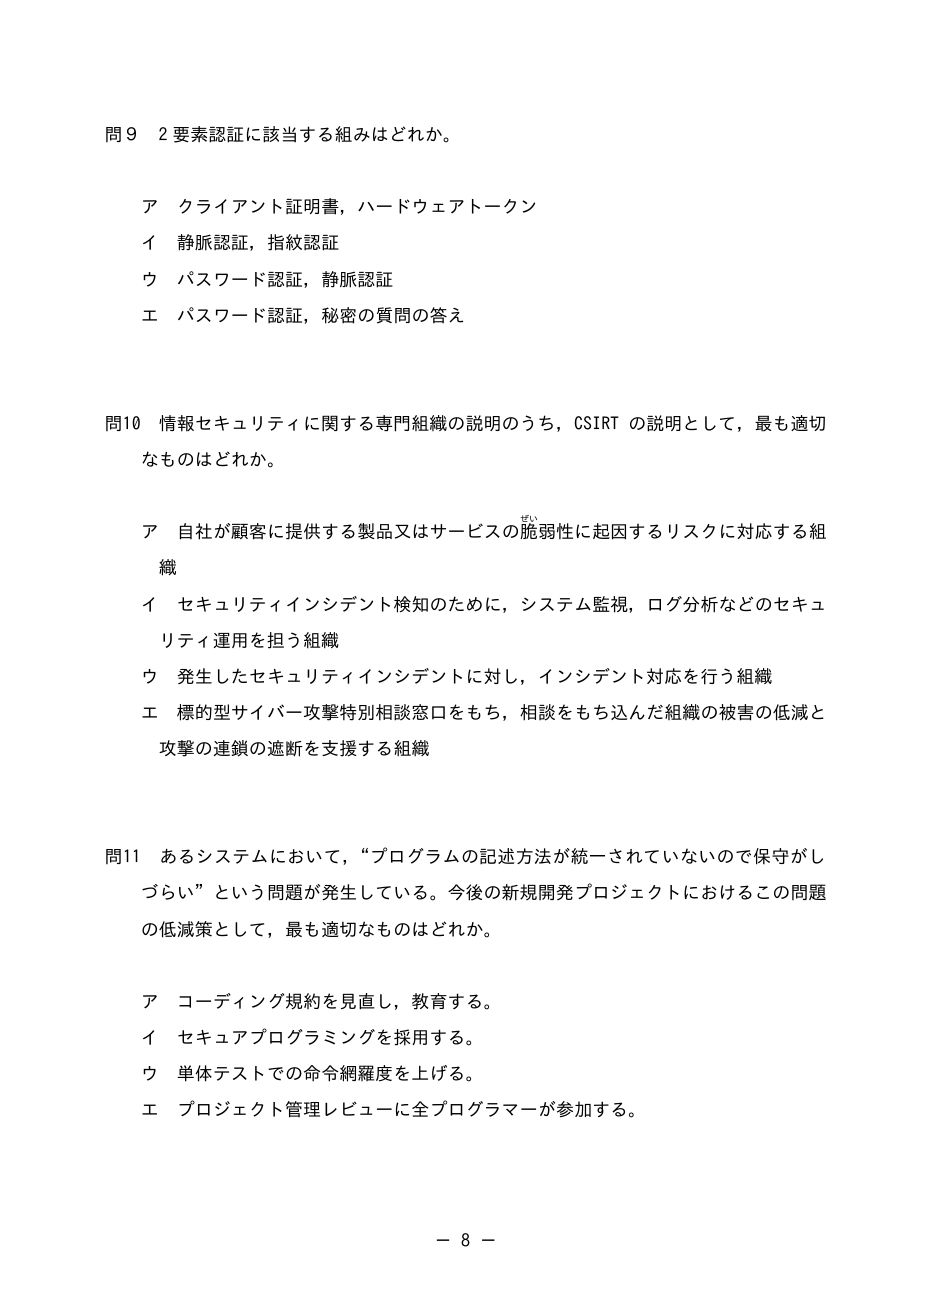 問９　２要素認証に該当する組みはどれか。
ア　クライアント証明書，ハードウェアトークン
イ　静脈認証，指紋認証
ウ　パスワード認証，静脈認証
エ　パスワード認証，秘密の質問の答え
問10　情報セキュリティに関する専門組織の説明のうち，CSIRT の説明として，最も適切
なものはどれか。
ぜい
ア　自社が顧客に提供する製品又はサービスの脆弱性に起因するリスクに対応する組
織
イ　セキュリティインシデント検知のために，システム監視，ログ分析などのセキュ
リティ運用を担う組織
ウ　発生したセキュリティインシデントに対し，インシデント対応を行う組織
エ　標的型サイバー攻撃特別相談窓口をもち，相談をもち込んだ組織の被害の低減と
攻撃の連鎖の遮断を支援する組織
問11　あるシステムにおいて，“プログラムの記述方法が統一されていないので保守がし
づらい”という問題が発生している。今後の新規開発プロジェクトにおけるこの問題
の低減策として，最も適切なものはどれか。
ア　コーディング規約を見直し，教育する。
イ　セキュアプログラミングを採用する。
ウ　単体テストでの命令網羅度を上げる。
エ　プロジェクト管理レビューに全プログラマーが参加する。
－ 8 －